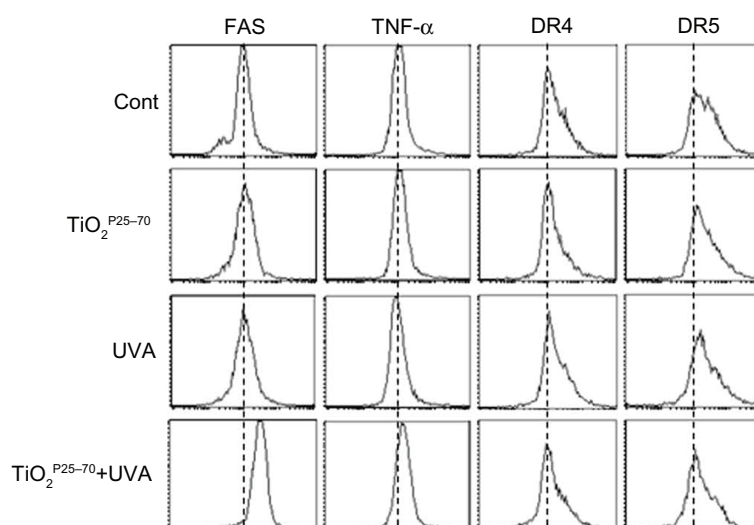 FAS TNF-α DR4 DR5
Cont
TiO₂ᴾ²⁵⁻⁷⁰
UVA
TiO₂ᴾ²⁵⁻⁷⁰+UVA